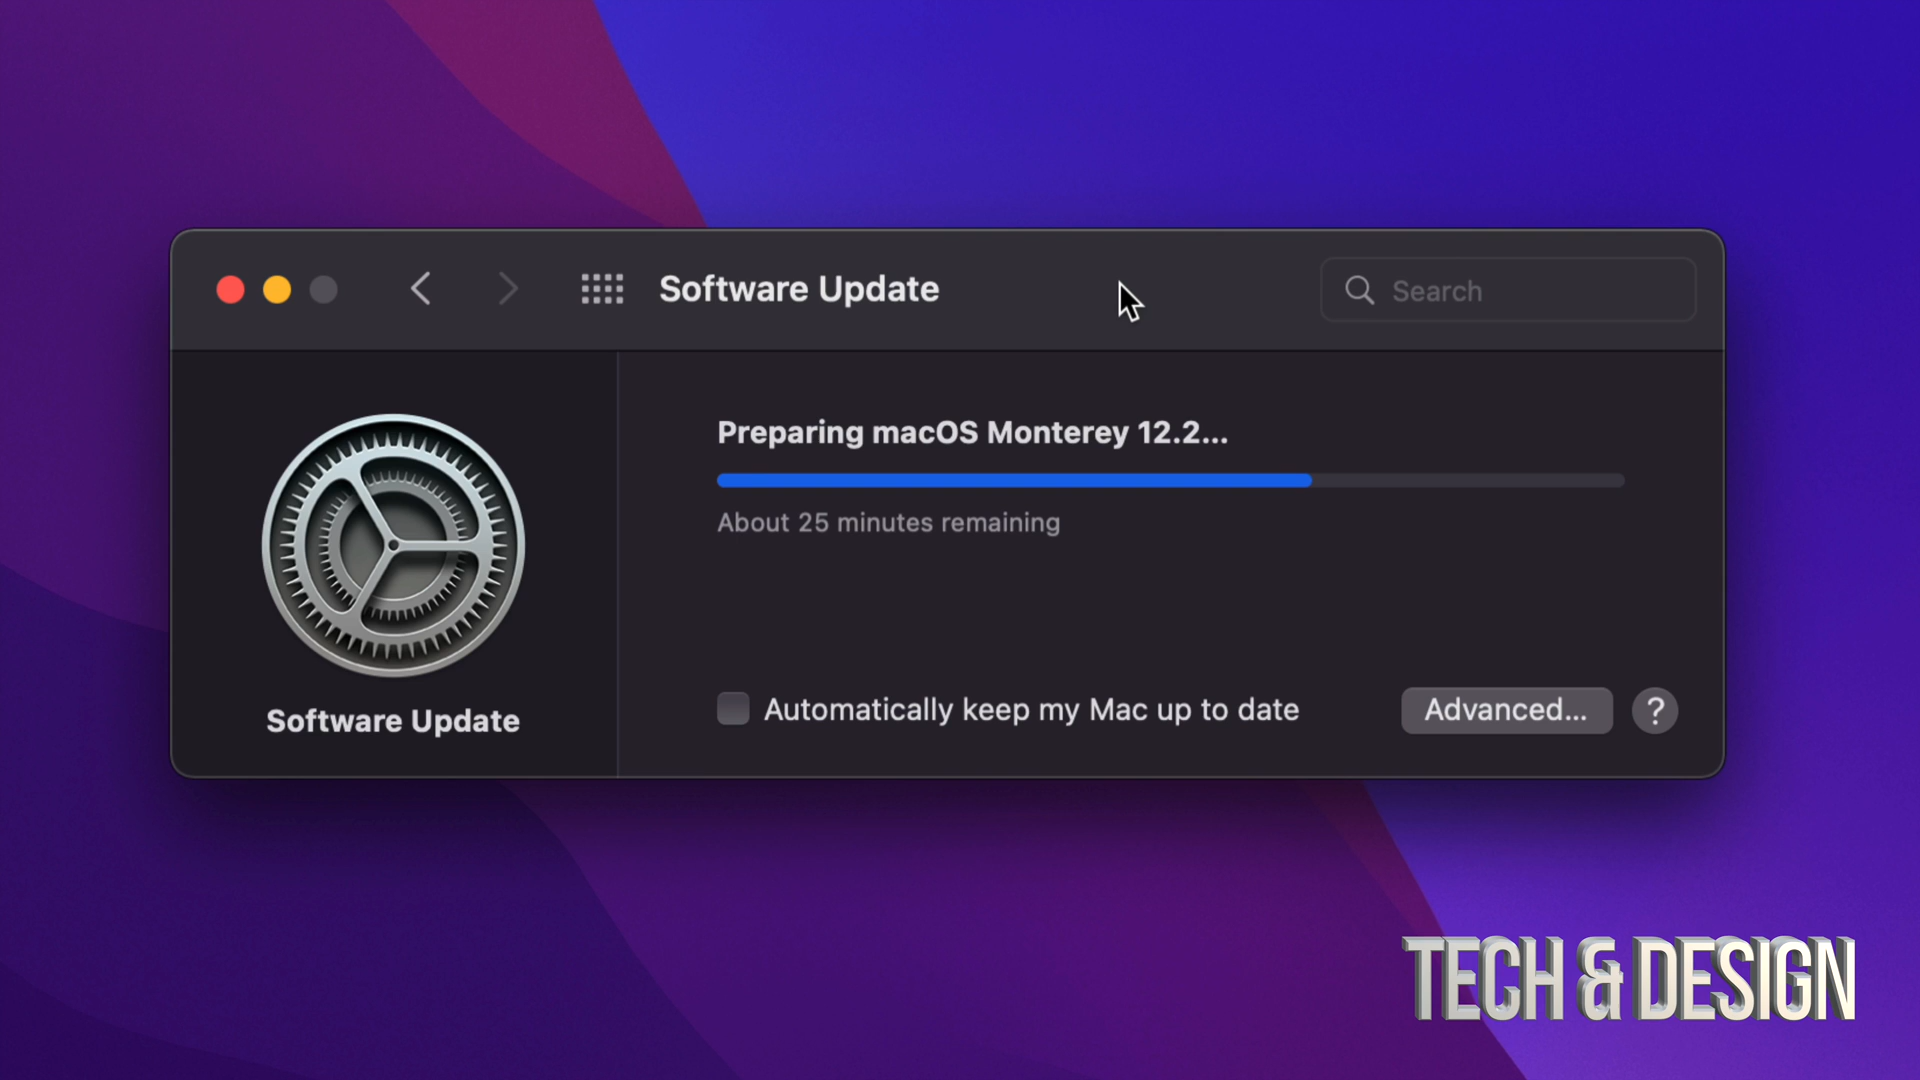 Software Update
Search
Preparing macOS Monterey 12.2...
About 25 minutes remaining
Software Update
Automatically keep my Mac up to date
Advanced...
?
TECH & DESIGN